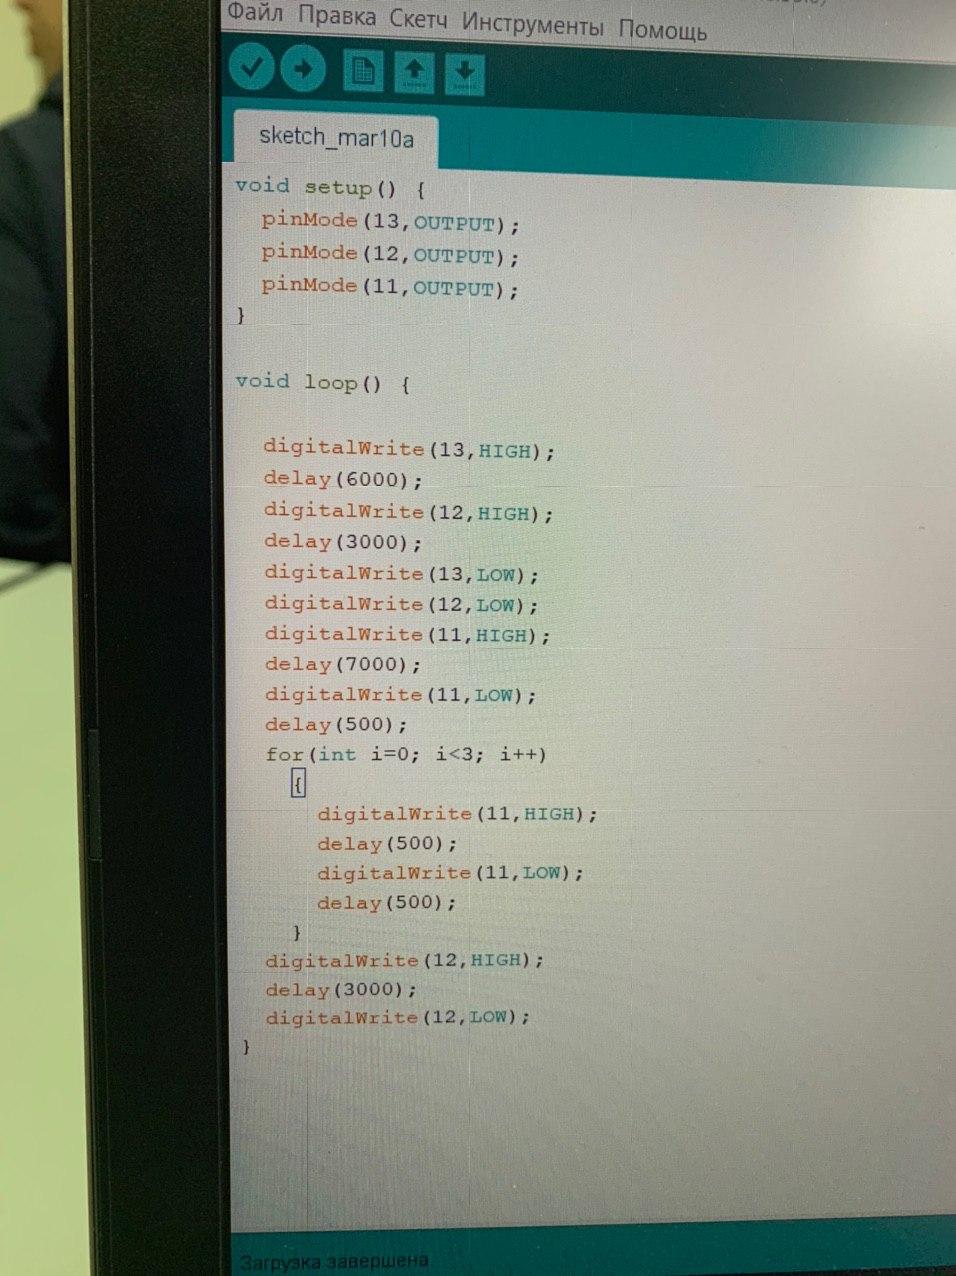 Файл Правка Скетч Инструменты Помощь
sketch_mar10a
void setup() {
pinMode(13,OUTPUT);
pinMode(12,OUTPUT);
pinMode(11,OUTPUT);
}
void loop() {
digitalWrite(13,HIGH);
delay(6000);
digitalWrite(12,HIGH);
delay(3000);
digitalWrite(13,LOW);
digitalWrite(12,LOW);
digitalWrite(11,HIGH);
delay(7000);
digitalWrite(11,LOW);
delay(500);
for(int i=0; i<3; i++)
{
digitalWrite(11,HIGH);
delay(500);
digitalWrite(11,LOW);
delay(500);
}
digitalWrite(12,HIGH);
delay(3000);
digitalWrite(12,LOW);
}
Загрузка завершена.